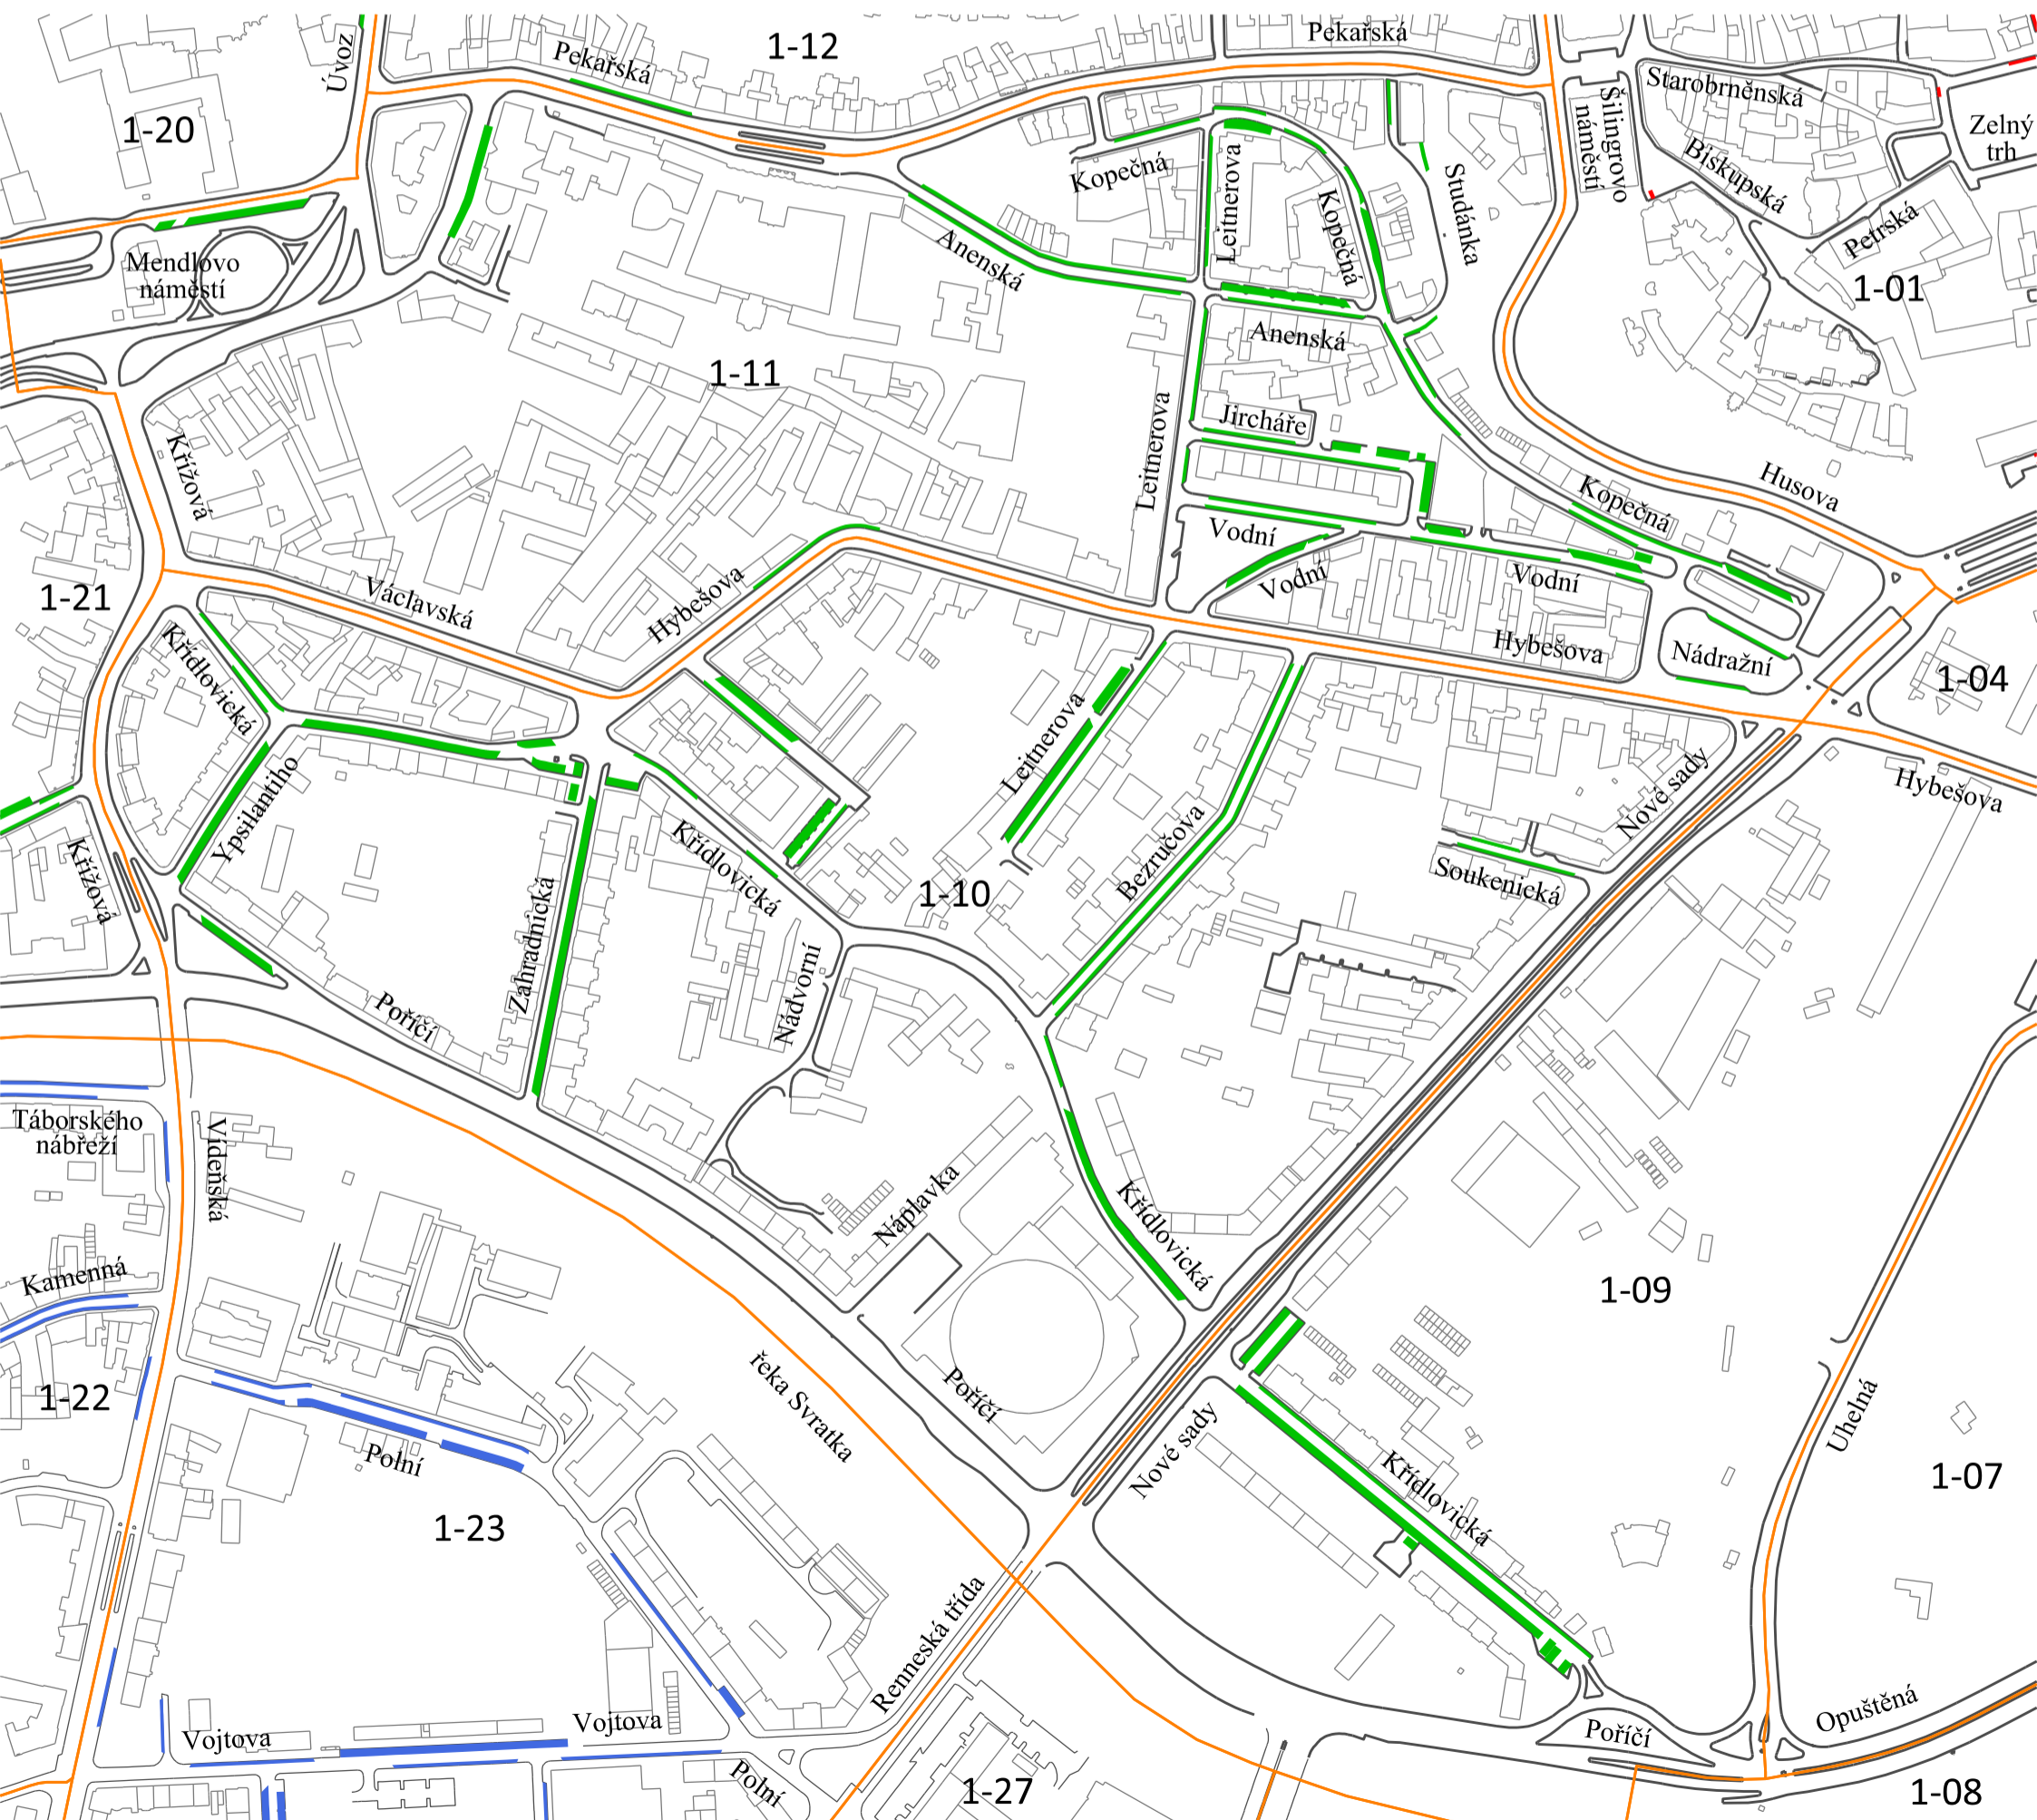 Pekařská
1-12
Pekařská
Úvoz
Starobrněnská
Šilingrovo
náměstí
Zelný
trh
1-20
Kopečná
Leitnerova
Kopečná
Studánka
Biskupská
Petrská
Mendlovo
náměstí
Anenská
1-01
Anenská
1-11
Jircháře
Leitnerova
Křížová
Husova
Kopečná
Vodní
Vodní
Vodní
1-21
Václavská
Hybešova
Hybešova
Nádražní
1-04
Křídlovická
Leitnerova
Nové sady
Hybešova
Ypsilantiho
Křížová
Křídlovická
Bezručova
Soukenická
1-10
Zahradnická
Nádvorní
Poříčí
Táborského
nábřeží
Vídeňská
Náplavka
Křídlovická
Kamenná
1-09
1-22
řeka Svratka
Poříčí
Nové sady
Uhelná
Polní
Křídlovická
1-07
1-23
Renneská třída
Vojtova
Vojtova
Opuštěná
Poříčí
Polní
1-27
1-08